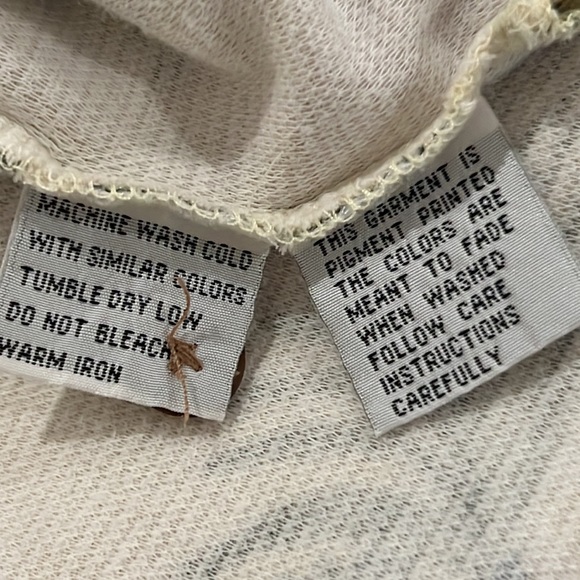 MACHINE WASH COLD
WITH SIMILAR COLORS
TUMBLE DRY LOW
DO NOT BLEACH
WARM IRON
THIS GARMENT IS
PIGMENT PRINTED
THE COLORS ARE
MEANT TO FADE
WHEN WASHED
FOLLOW CARE
INSTRUCTIONS
CAREFULLY